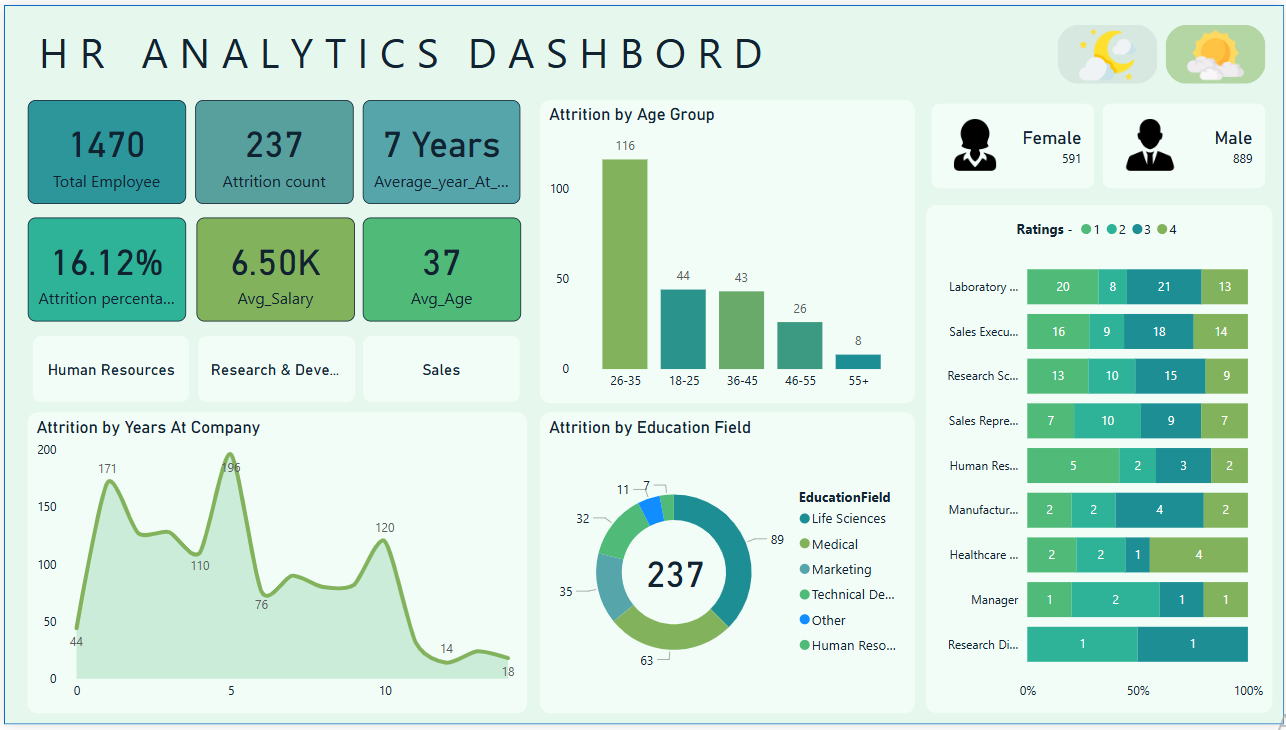 HR ANALYTICS DASHBORD
1470
Total Employee
237
Attrition count
7 Years
Average_year_At_...
16.12%
Attrition percenta...
6.50K
Avg_Salary
37
Avg_Age
Human Resources
Research & Deve...
Sales
Attrition by Age Group
116
100
44
43
50
26
8
0
26-35 18-25 36-45 46-55 55+
Female
591
Male
889
Ratings - 1 2 3 4
Laboratory ... 20 8 21 13
Sales Execu... 16 9 18 14
Research Sc... 13 10 15 9
Sales Repre... 7 10 9 7
Human Res... 5 2 3 2
Manufactur... 2 2 4 2
Healthcare ... 2 2 1 4
Manager 1 2 1 1
Research Di... 1 1
0% 50% 100%
Attrition by Years At Company
200
171
196
150
120
100
110
76
50
44
14
18
0
0 5 10
Attrition by Education Field
11
7
32
89
35
63
237
EducationField
Life Sciences
Medical
Marketing
Technical De...
Other
Human Reso...